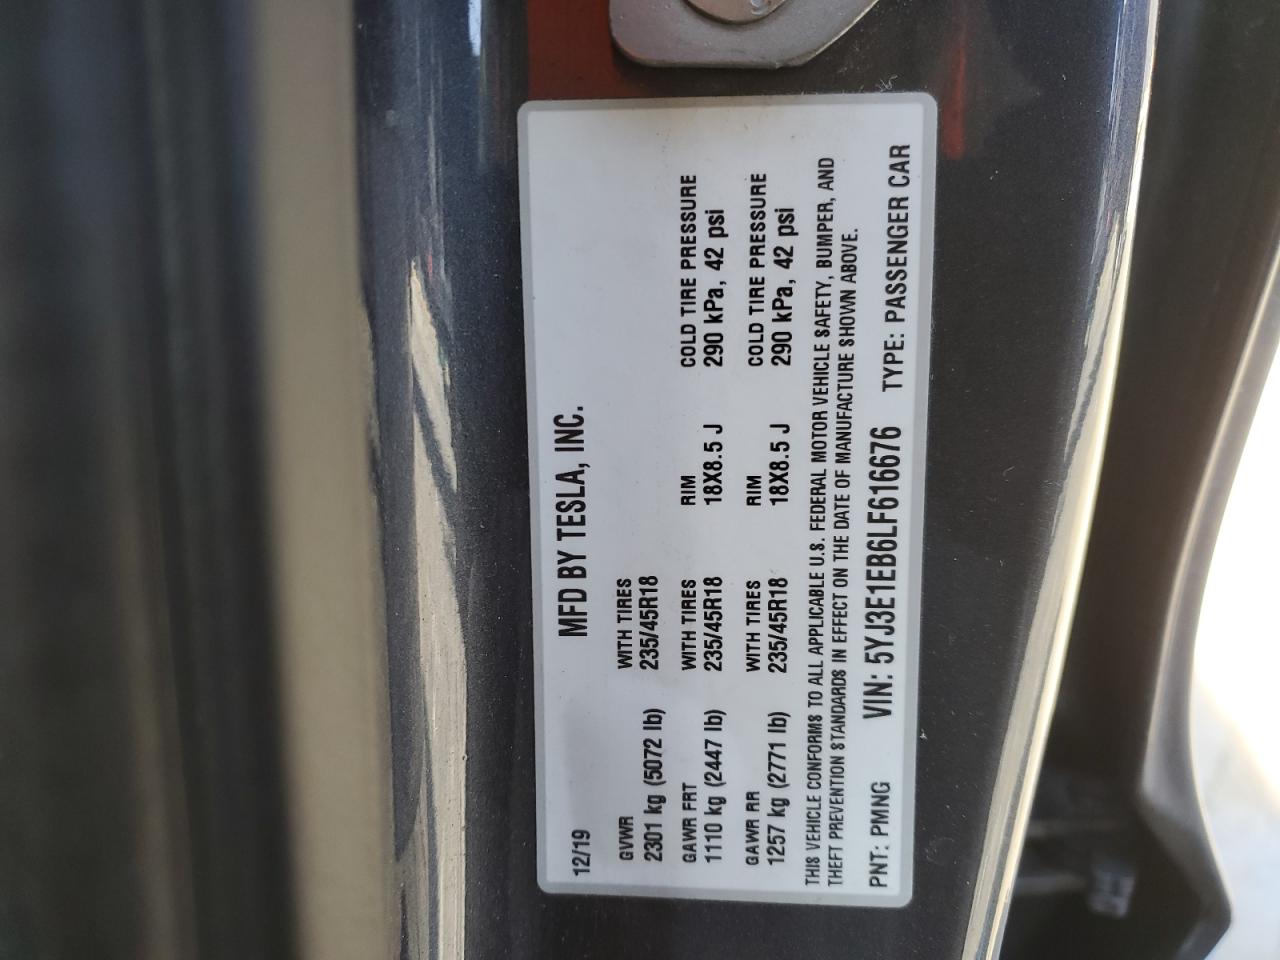 12/19 MFD BY TESLA, INC.
GVWR WITH TIRES
2301 kg (5072 lb) 235/45R18
GAWR FRT WITH TIRES RIM COLD TIRE PRESSURE
1110 kg (2447 lb) 235/45R18 18X8.5 J 290 kPa, 42 psi
GAWR RR WITH TIRES RIM COLD TIRE PRESSURE
1257 kg (2771 lb) 235/45R18 18X8.5 J 290 kPa, 42 psi
THIS VEHICLE CONFORMS TO ALL APPLICABLE U.S. FEDERAL MOTOR VEHICLE SAFETY, BUMPER, AND
THEFT PREVENTION STANDARDS IN EFFECT ON THE DATE OF MANUFACTURE SHOWN ABOVE.
PNT: PMNG VIN: 5YJ3E1EB6LF616676 TYPE: PASSENGER CAR